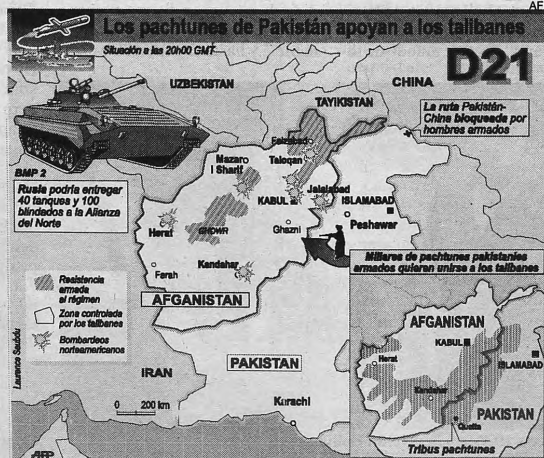 AF
Los pachtunes de Pakistán apoyan a los talibanes
Situación a las 20h00 GMT
D21
UZBEKISTAN
CHINA
TAYIKISTAN
La ruta Pakistán-
China bloqueada por
hombres armados
Faizabad
Mazar
i Sharif
Taloqan
BMP 2
Rusia podría entregar
40 tanques y 100
blindados a la Alianza
del Norte
KABUL
Jalalabad
ISLAMABAD
Peshawar
Herat
GHOWR
Ghazni
Millares de pachtunes pakistaníes
armados quieren unirse a los talibanes
Farah
Kandahar
Resistencia
armada
al régimen
Zona controlada
por los talibanes
Bombardeos
norteamericanos
AFGANISTAN
IRAN
PAKISTAN
Karachi
0 200 km
Laurence Saubadu
AFP
AFGANISTAN
KABUL
Herat
ISLAMABAD
Kandahar
Quetta
PAKISTAN
Tribus pachtunes